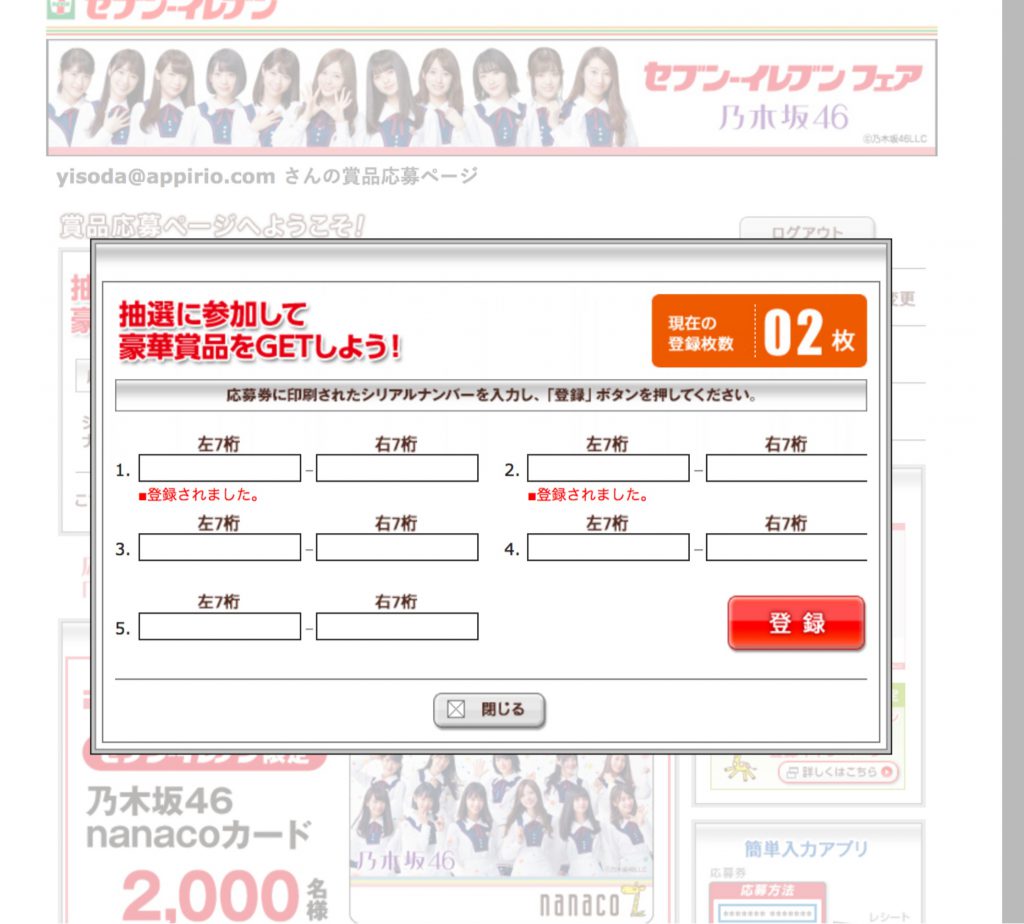 セブン-イレブン
セブン-イレブン フェア
乃木坂46
©乃木坂46LLC
yisoda@appirio.com さんの賞品応募ページ
賞品応募ページへようこそ!
ログアウト
変更
抽選に参加して
豪華賞品をGETしよう!
現在の
登録枚数
02枚
応募券に印刷されたシリアルナンバーを入力し、「登録」ボタンを押してください。
左7桁 右7桁 左7桁 右7桁
1. – 2. –
■登録されました。 ■登録されました。
左7桁 右7桁 左7桁 右7桁
3. – 4. –
左7桁 右7桁
5. –
登録
閉じる
セブン-イレブン限定
乃木坂46
nanacoカード
2,000名様
乃木坂46
nanaco
詳しくはこちら
簡単入力アプリ
応募券
応募方法
レシート